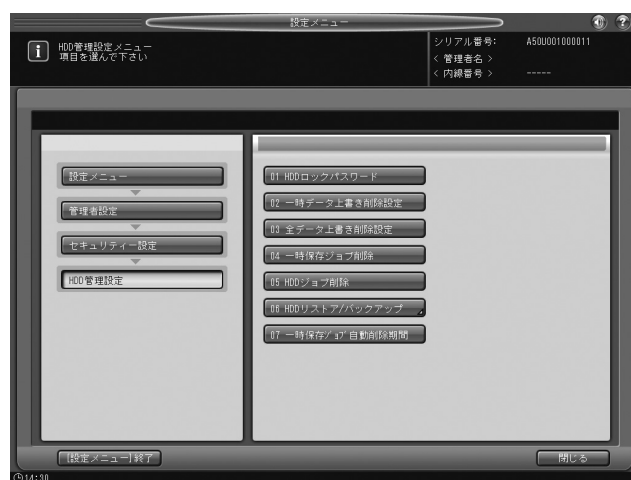 設定メニュー
HDD管理設定メニュー
項目を選んで下さい
シリアル番号: A50U001000011
< 管理者名 >
< 内線番号 > -----
設定メニュー
管理者設定
セキュリティー設定
HDD管理設定
01 HDDロックパスワード
02 一時データ上書き削除設定
03 全データ上書き削除設定
04 一時保存ジョブ削除
05 HDDジョブ削除
06 HDDリストア/バックアップ
07 一時保存ジョブ自動削除期間
[設定メニュー]終了
閉じる
14:30